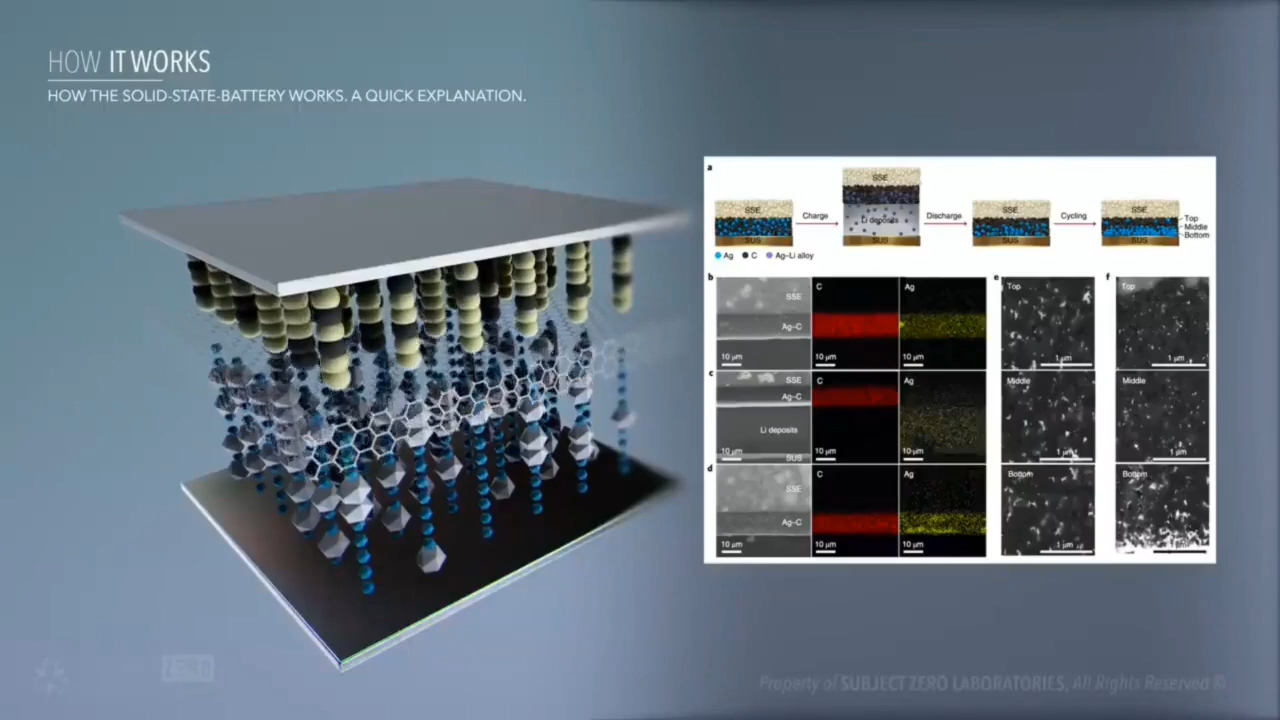 HOW IT WORKS
HOW THE SOLID-STATE-BATTERY WORKS. A QUICK EXPLANATION.
a
SSE
SUS
Charge
SSE
Li deposits
SUS
Discharge
SSE
SUS
Cycling
SSE
SUS
Top
Middle
Bottom
Ag C Ag–Li alloy
b
SSE
Ag–C
10 µm
C
10 µm
Ag
10 µm
c
SSE
Ag–C
Li deposits
SUS
10 µm
C
10 µm
Ag
10 µm
d
SSE
Ag–C
10 µm
C
10 µm
Ag
10 µm
e
Top
1 µm
Middle
1 µm
Bottom
1 µm
f
Top
1 µm
Middle
1 µm
Bottom
ZERO
Property of SUBJECT ZERO LABORATORIES, All Rights Reserved ©